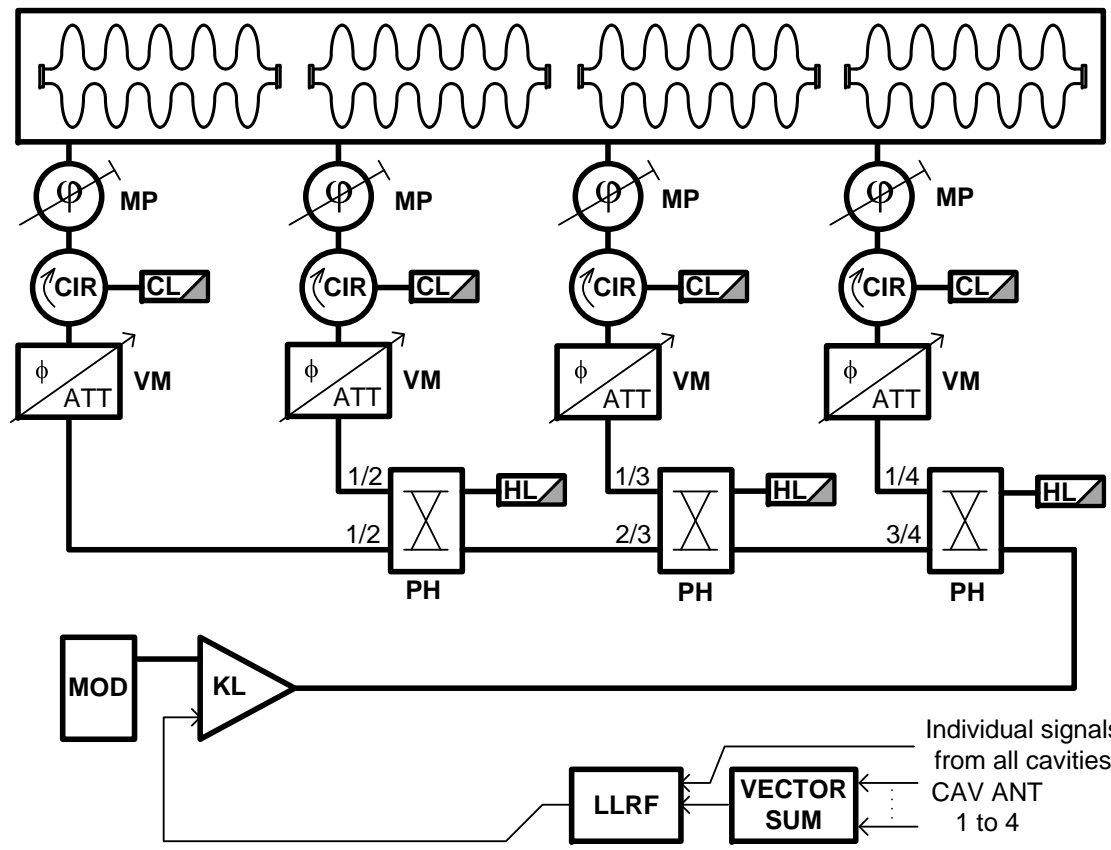 φ MP φ MP φ MP φ MP
CIR CL CIR CL CIR CL CIR CL
ϕ ATT VM ϕ ATT VM ϕ ATT VM ϕ ATT VM
1/2 HL 1/3 HL 1/4 HL
1/2 2/3 3/4
PH PH PH
MOD KL
Individual signals
from all cavities
LLRF VECTOR SUM CAV ANT
1 to 4